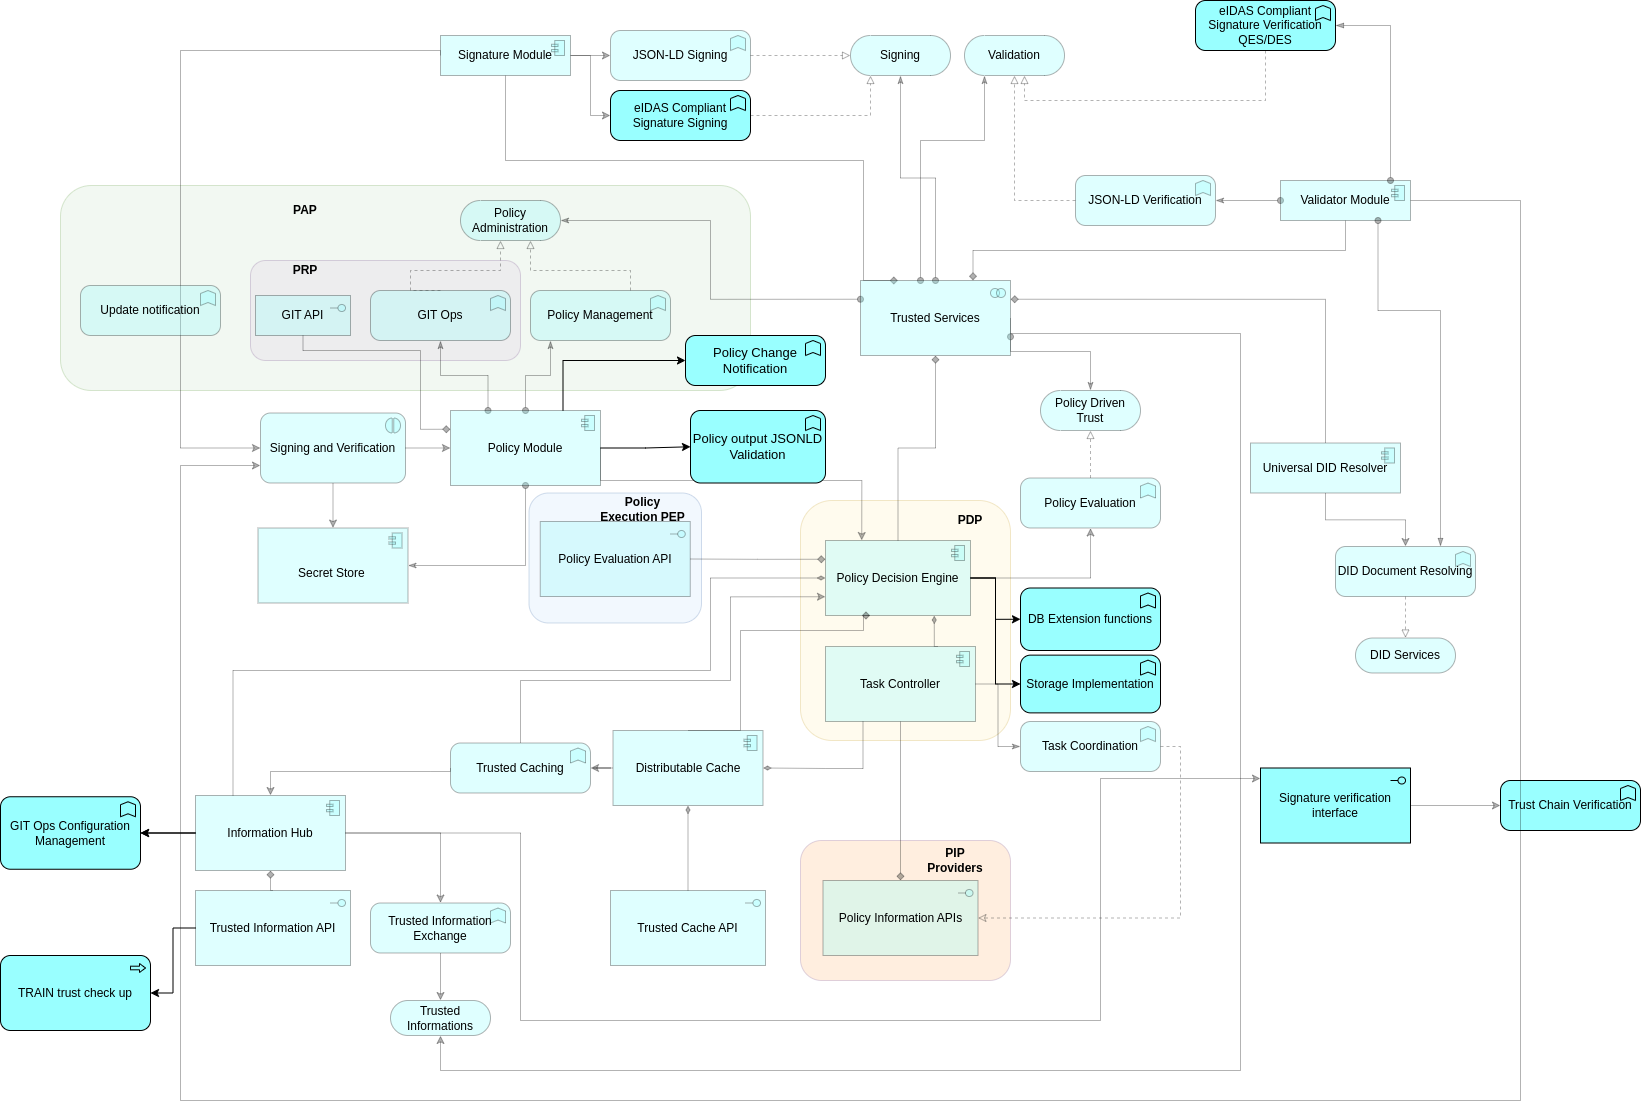 eIDAS Compliant
Signature Verification
QES/DES
Signature Module
JSON-LD Signing
Signing
Validation
eIDAS Compliant
Signature Signing
JSON-LD Verification
Validator Module
PAP
Policy
Administration
PRP
Update notification
GIT API
GIT Ops
Policy Management
Trusted Services
Policy Change
Notification
Policy Driven
Trust
Signing and Verification
Policy Module
Policy output JSONLD
Validation
Universal DID Resolver
Policy
Execution PEP
Policy Evaluation
PDP
Secret Store
Policy Evaluation API
Policy Decision Engine
DID Document Resolving
DB Extension functions
DID Services
Task Controller
Storage Implementation
Task Coordination
Trusted Caching
Distributable Cache
Signature verification
interface
Trust Chain Verification
GIT Ops Configuration
Management
Information Hub
PIP
Providers
Trusted Information API
Trusted Information
Exchange
Trusted Cache API
Policy Information APIs
TRAIN trust check up
Trusted
Informations